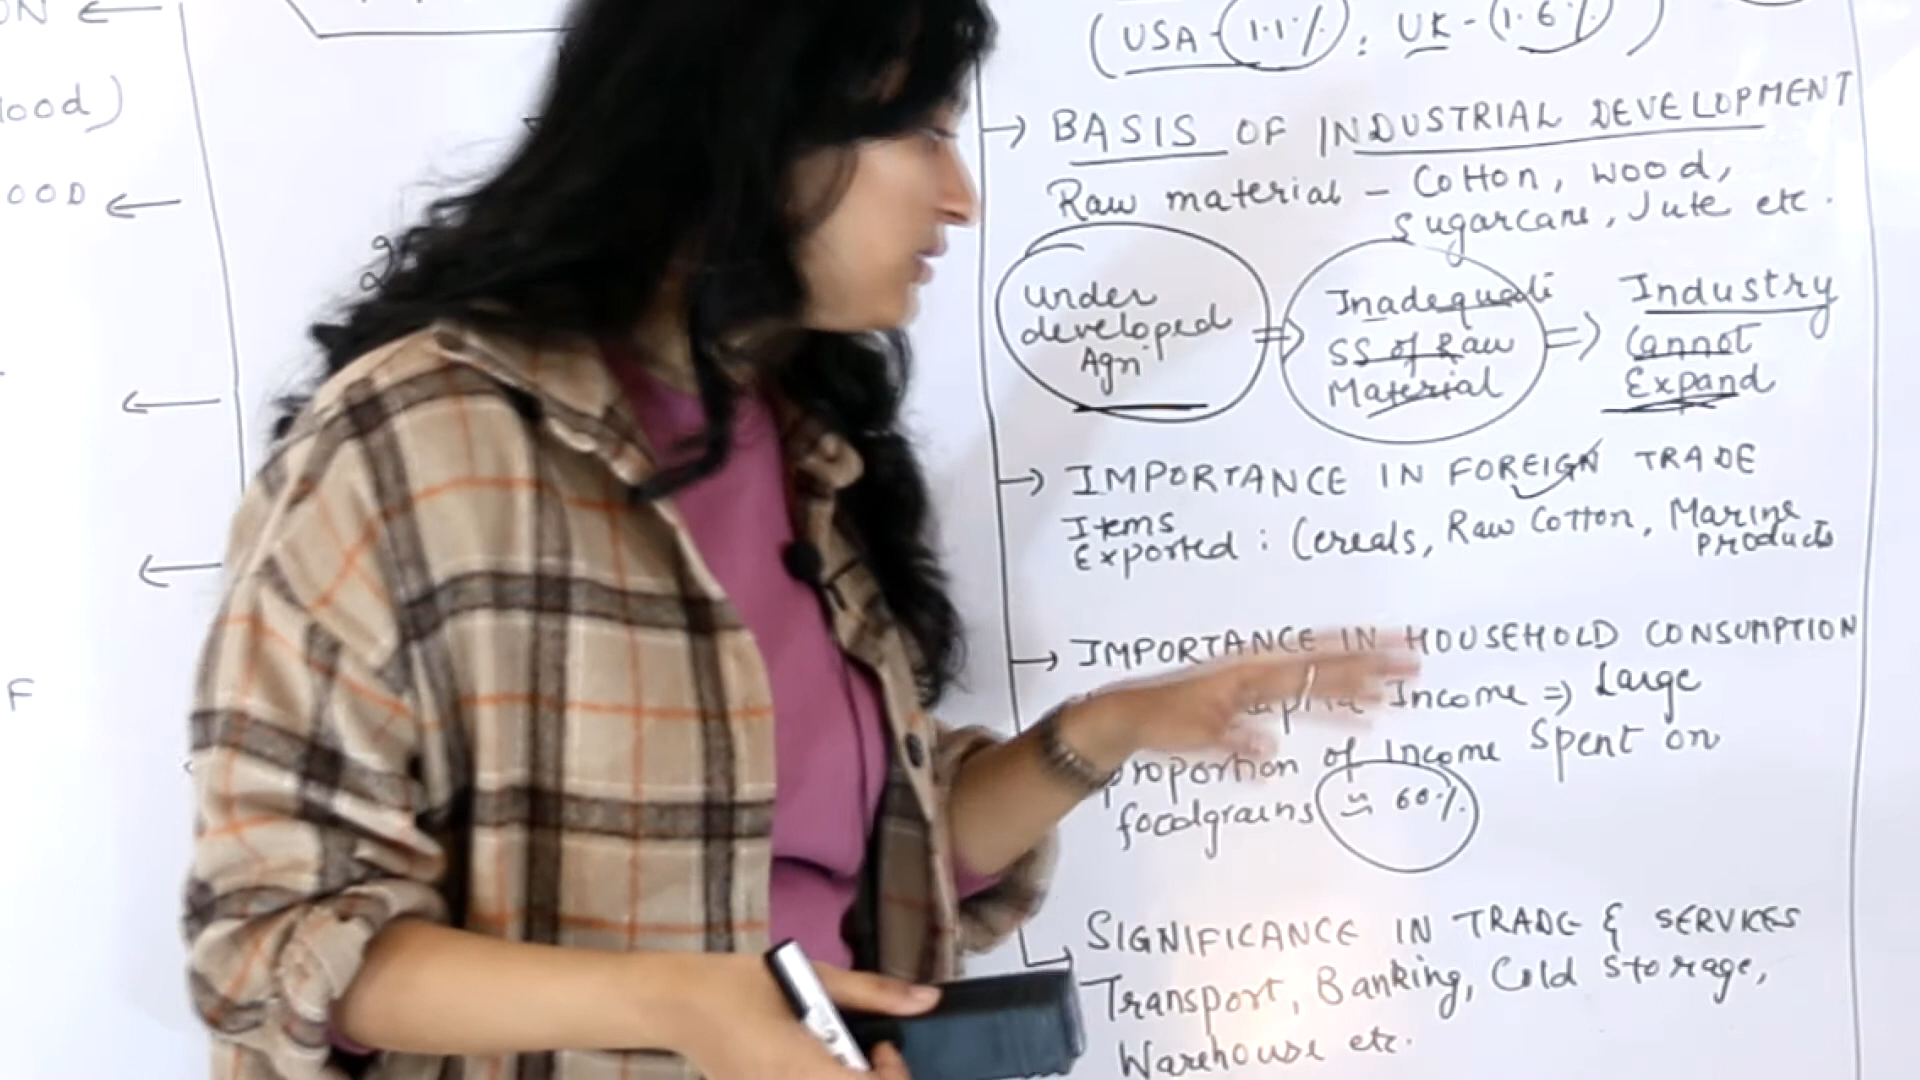 ON ←
(USA - 1.1% ; UK - (1.6%))
lood)
→ BASIS OF INDUSTRIAL DEVELOPMENT
Raw material - Cotton, wood,
Sugarcane, Jute etc.
OOD ←
under
developed
Agri
⇒ Inadequate
SS of Raw
Material
⇒ Industry
Cannot
Expand
→ IMPORTANCE IN FOREIGN TRADE
Items
Exported : Cereals, Raw Cotton, Marine
Products
→ IMPORTANCE IN HOUSEHOLD CONSUMPTION
Income ⇒ Large
F
proportion of Income Spent on
foodgrains ≃ 60%
SIGNIFICANCE IN TRADE & SERVICES
Transport, Banking, Cold Storage,
Warehouse etc.